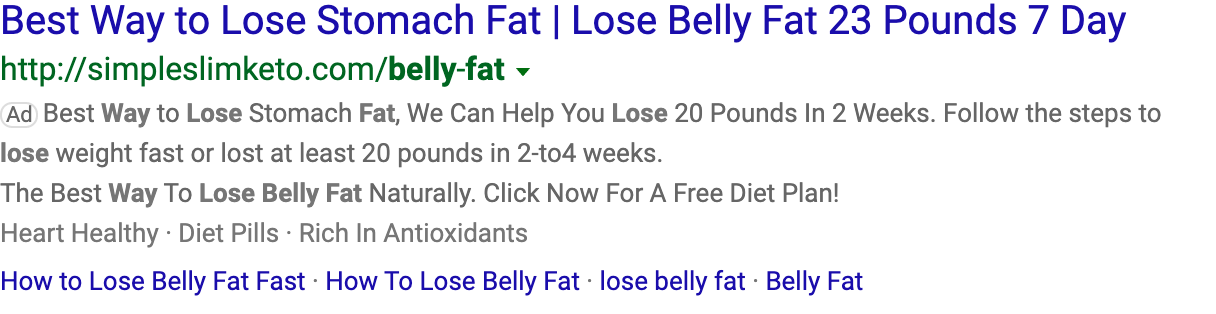 Best Way to Lose Stomach Fat | Lose Belly Fat 23 Pounds 7 Day
http://simpleslimketo.com/belly-fat
Ad Best Way to Lose Stomach Fat, We Can Help You Lose 20 Pounds In 2 Weeks. Follow the steps to
lose weight fast or lost at least 20 pounds in 2-to4 weeks.
The Best Way To Lose Belly Fat Naturally. Click Now For A Free Diet Plan!
Heart Healthy · Diet Pills · Rich In Antioxidants
How to Lose Belly Fat Fast · How To Lose Belly Fat · lose belly fat · Belly Fat